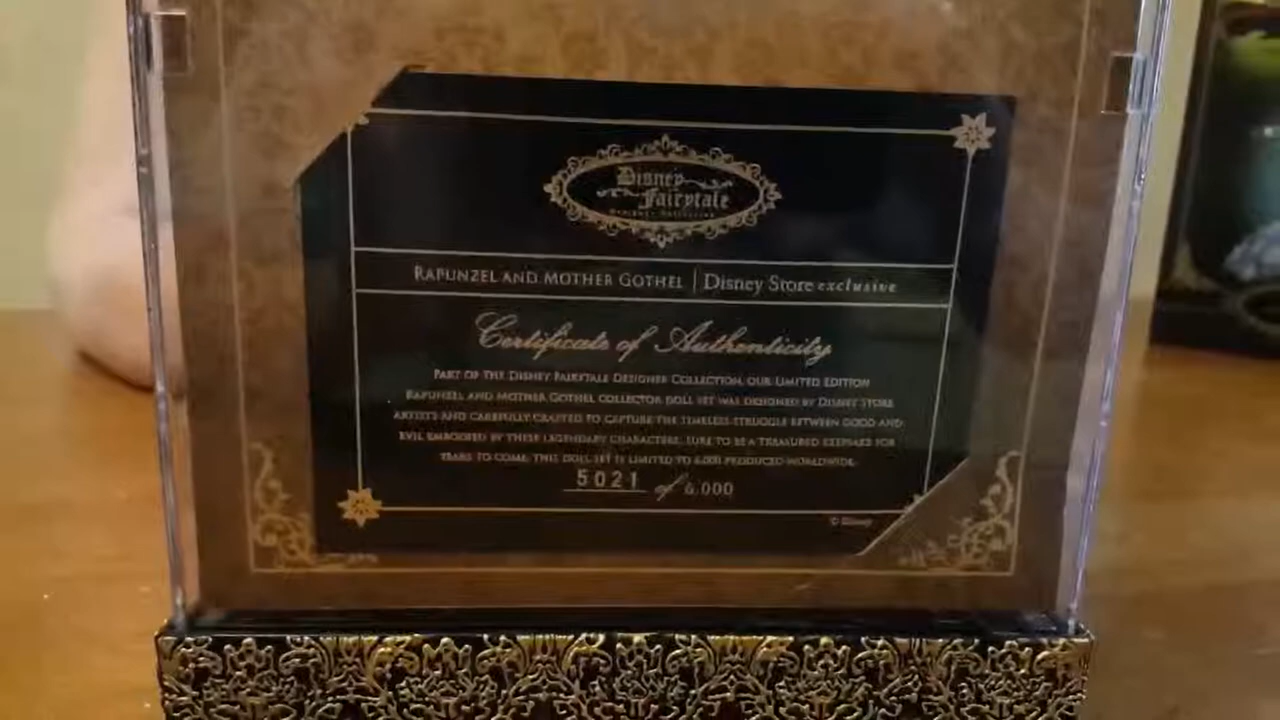 Disney
Fairytale
Designer Collection
RAPUNZEL AND MOTHER GOTHEL | Disney Store exclusive
Certificate of Authenticity
PART OF THE DISNEY FAIRYTALE DESIGNER COLLECTION, OUR LIMITED EDITION
RAPUNZEL AND MOTHER GOTHEL COLLECTOR DOLL SET WAS DESIGNED BY DISNEY STORE
ARTISTS AND CAREFULLY CRAFTED TO CAPTURE THE TIMELESS STRUGGLE BETWEEN GOOD AND
EVIL EMBODIED BY THESE LEGENDARY CHARACTERS. SURE TO BE A TREASURED KEEPSAKE FOR
YEARS TO COME, THIS DOLL SET IS LIMITED TO 6,000 PRODUCED WORLDWIDE.
5021 of 6,000
© Disney